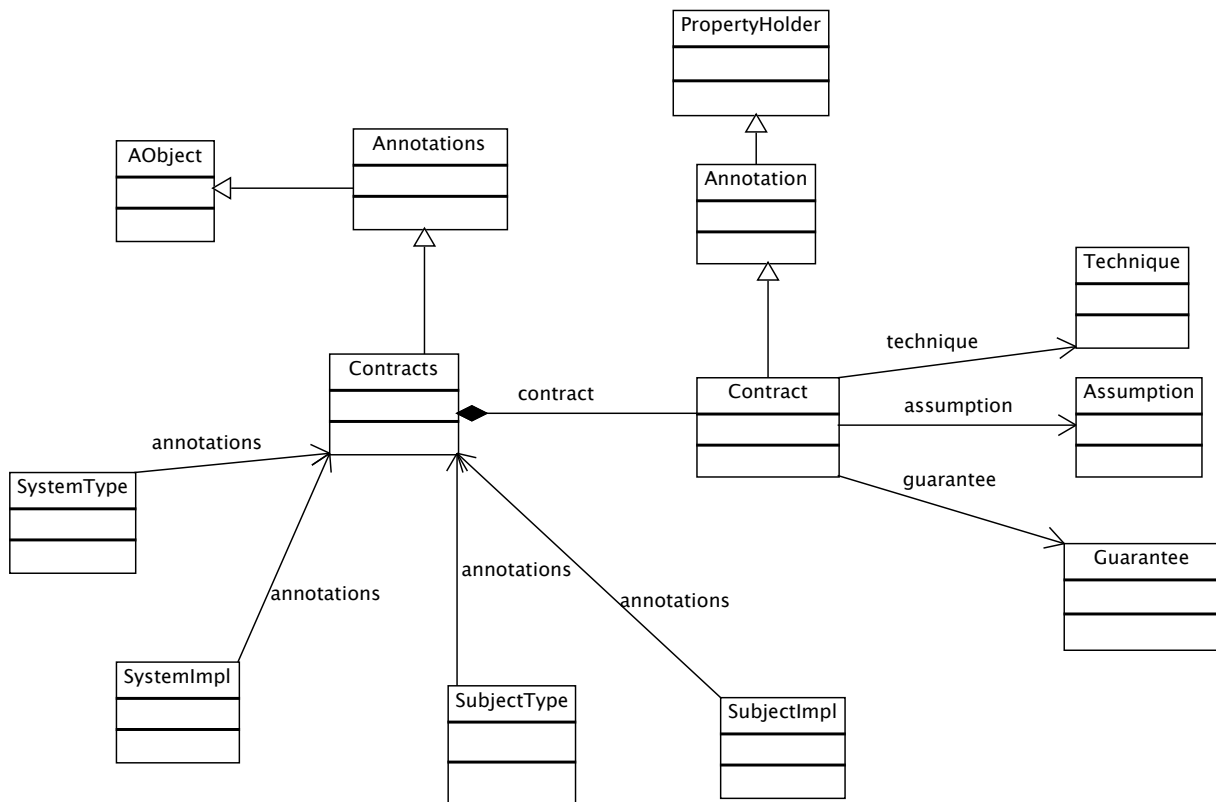 PropertyHolder
Annotations
AObject
Annotation
Technique
technique
Contracts
Contract
Assumption
contract
assumption
annotations
guarantee
SystemType
Guarantee
annotations
annotations
annotations
SystemImpl
SubjectType
SubjectImpl